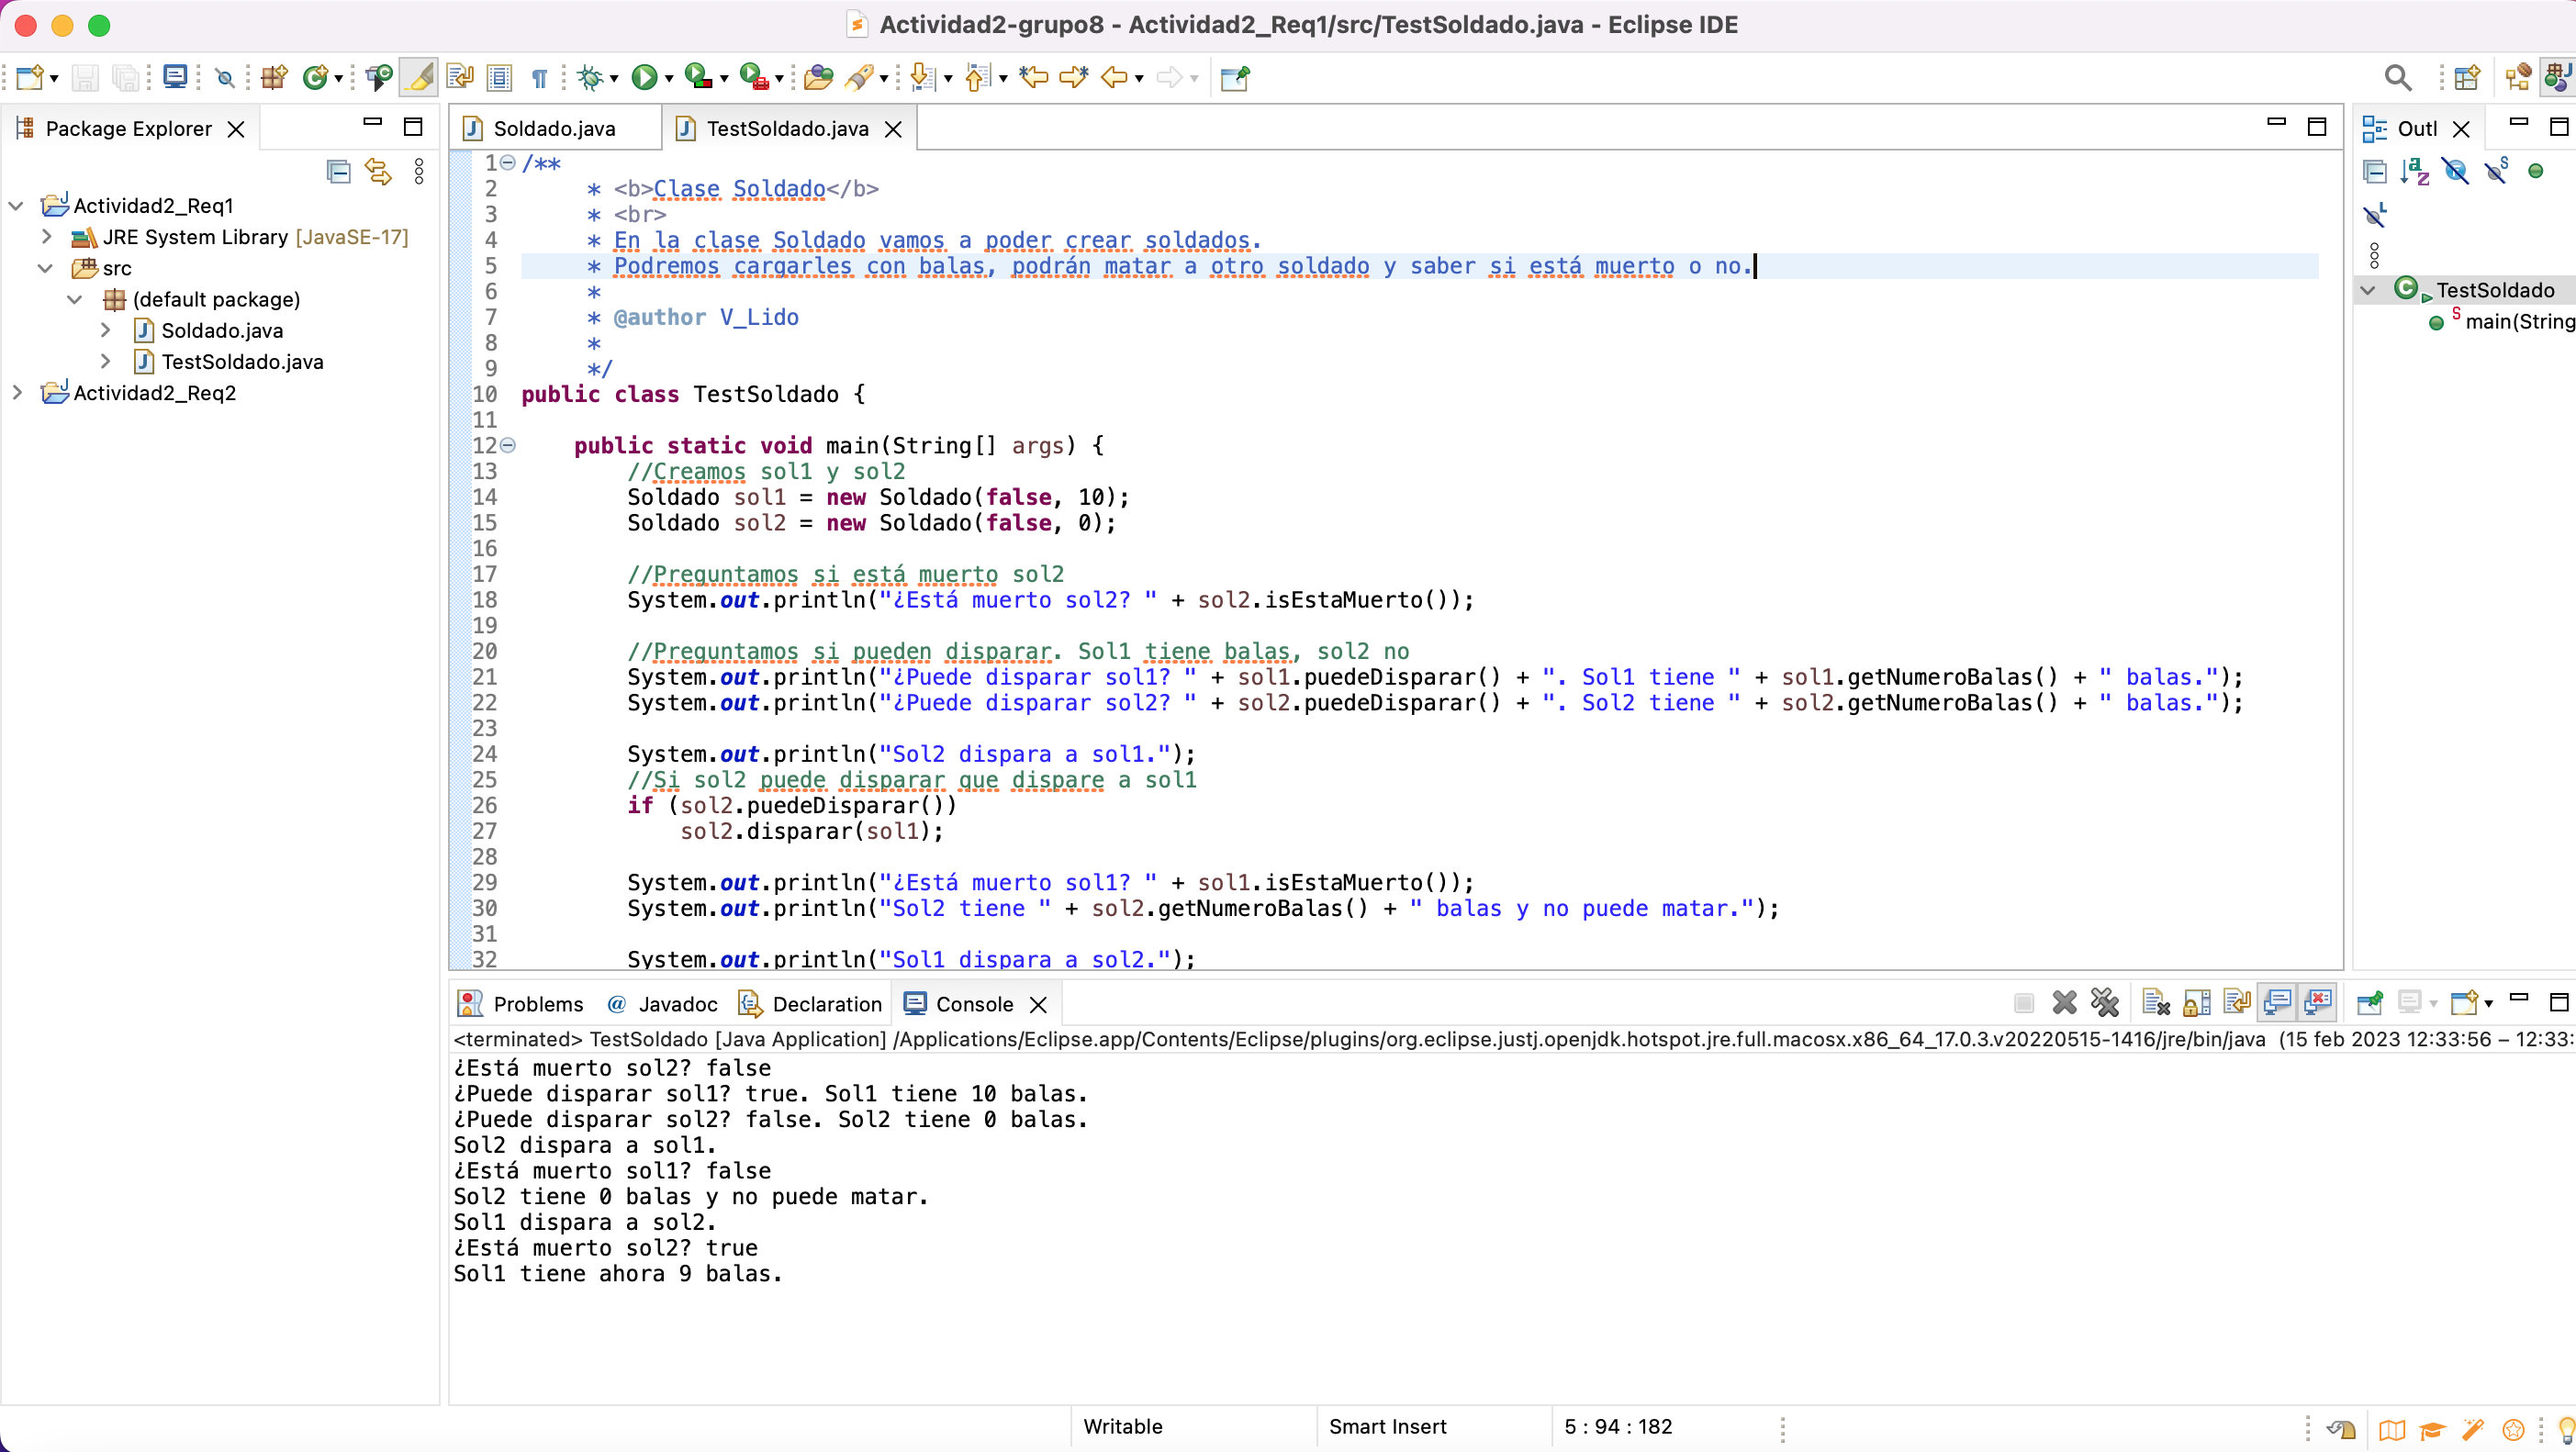 Actividad2-grupo8 - Actividad2_Req1/src/TestSoldado.java - Eclipse IDE
Package Explorer
Actividad2_Req1
JRE System Library [JavaSE-17]
src
(default package)
Soldado.java
TestSoldado.java
Actividad2_Req2
Soldado.java
TestSoldado.java
1 /**
2 * <b>Clase Soldado</b>
3 * <br>
4 * En la clase Soldado vamos a poder crear soldados.
5 * Podremos cargarles con balas, podrán matar a otro soldado y saber si está muerto o no.
6 *
7 * @author V_Lido
8 *
9 */
10 public class TestSoldado {
11
12 public static void main(String[] args) {
13 //Creamos sol1 y sol2
14 Soldado sol1 = new Soldado(false, 10);
15 Soldado sol2 = new Soldado(false, 0);
16
17 //Preguntamos si está muerto sol2
18 System.out.println("¿Está muerto sol2? " + sol2.isEstaMuerto());
19
20 //Preguntamos si pueden disparar. Sol1 tiene balas, sol2 no
21 System.out.println("¿Puede disparar sol1? " + sol1.puedeDisparar() + ". Sol1 tiene " + sol1.getNumeroBalas() + " balas.");
22 System.out.println("¿Puede disparar sol2? " + sol2.puedeDisparar() + ". Sol2 tiene " + sol2.getNumeroBalas() + " balas.");
23
24 System.out.println("Sol2 dispara a sol1.");
25 //Si sol2 puede disparar que dispare a sol1
26 if (sol2.puedeDisparar())
27 sol2.disparar(sol1);
28
29 System.out.println("¿Está muerto sol1? " + sol1.isEstaMuerto());
30 System.out.println("Sol2 tiene " + sol2.getNumeroBalas() + " balas y no puede matar.");
31
32 System.out.println("Sol1 dispara a sol2.");
Outl
TestSoldado
main(String
Problems
Javadoc
Declaration
Console
<terminated> TestSoldado [Java Application] /Applications/Eclipse.app/Contents/Eclipse/plugins/org.eclipse.justj.openjdk.hotspot.jre.full.macosx.x86_64_17.0.3.v20220515-1416/jre/bin/java (15 feb 2023 12:33:56 – 12:33:
¿Está muerto sol2? false
¿Puede disparar sol1? true. Sol1 tiene 10 balas.
¿Puede disparar sol2? false. Sol2 tiene 0 balas.
Sol2 dispara a sol1.
¿Está muerto sol1? false
Sol2 tiene 0 balas y no puede matar.
Sol1 dispara a sol2.
¿Está muerto sol2? true
Sol1 tiene ahora 9 balas.
Writable
Smart Insert
5 : 94 : 182